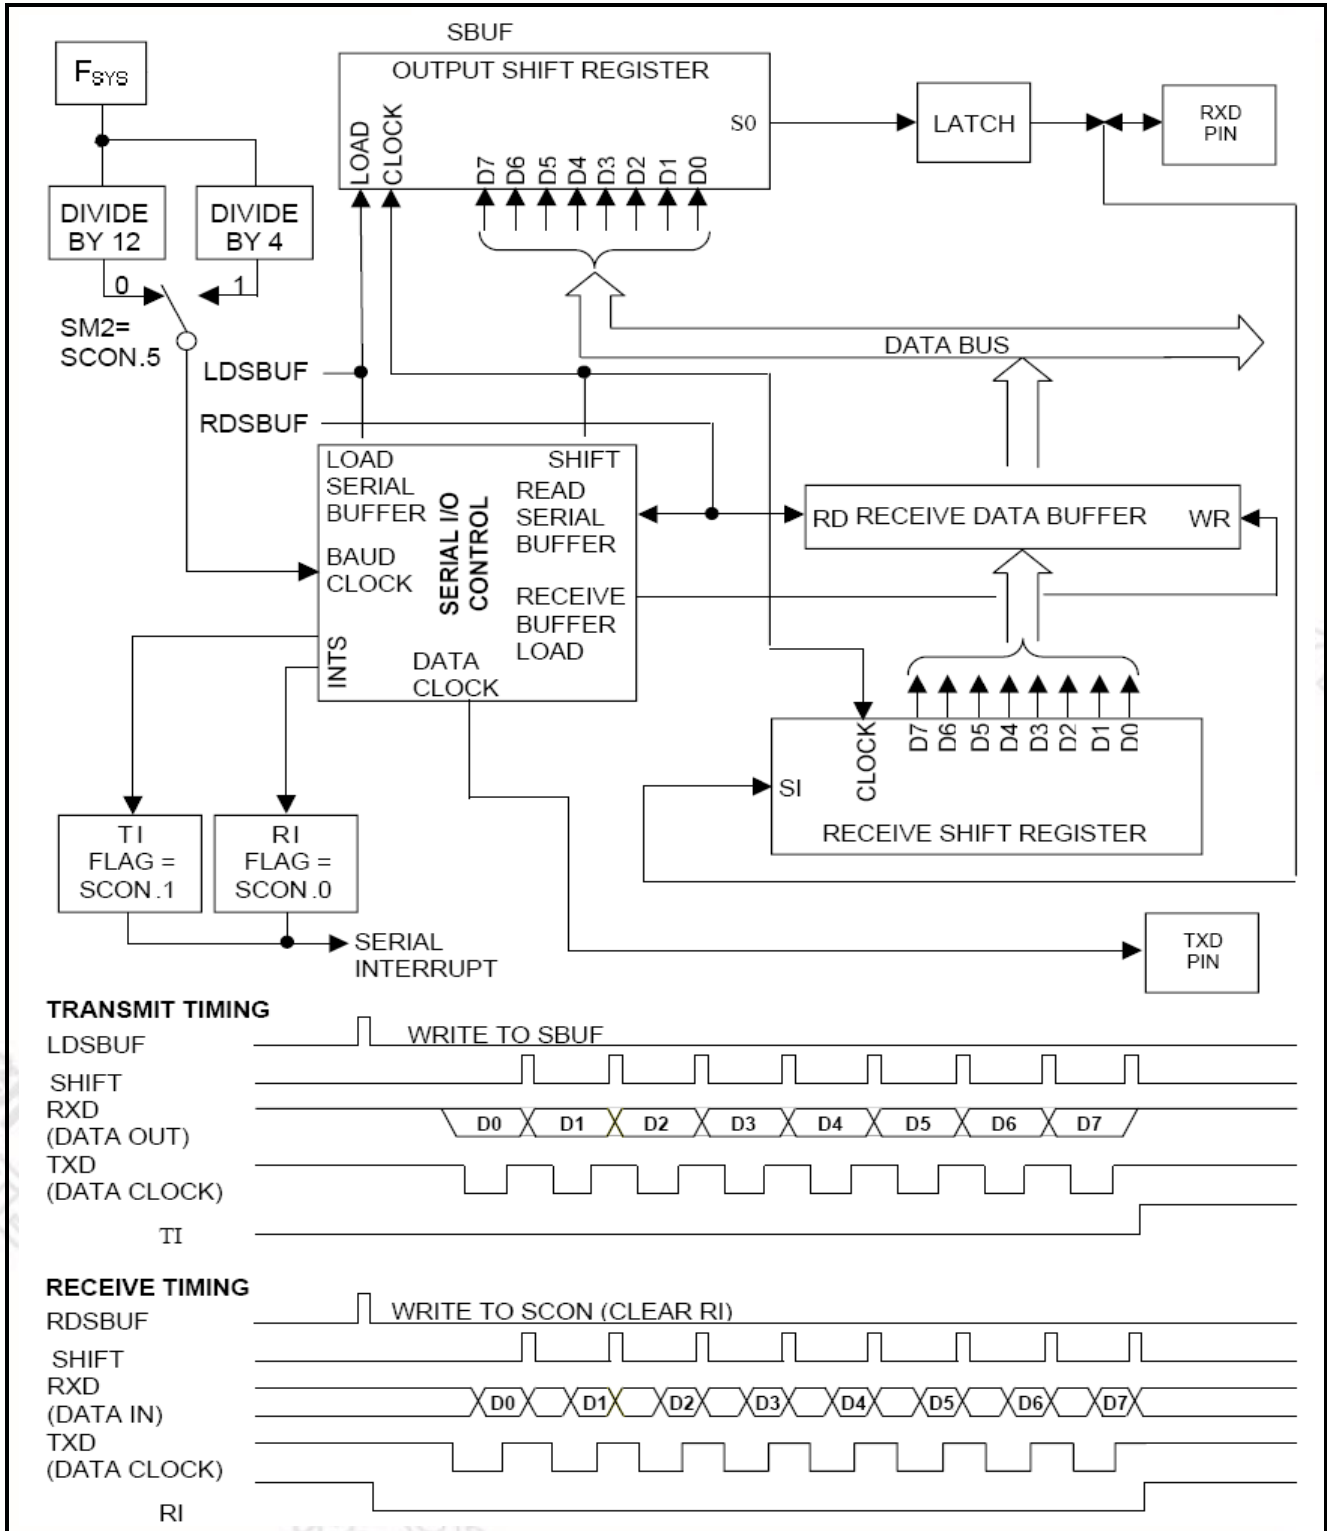 SBUF
F_SYS
OUTPUT SHIFT REGISTER
LOAD
CLOCK
S0
D7 D6 D5 D4 D3 D2 D1 D0
LATCH
RXD
PIN
DIVIDE
BY 12
DIVIDE
BY 4
0
1
SM2=
SCON.5
LDSBUF
DATA BUS
RDSBUF
LOAD
SERIAL
BUFFER
SHIFT
READ
SERIAL
BUFFER
SERIAL I/O
CONTROL
BAUD
CLOCK
RECEIVE
BUFFER
LOAD
INTS
DATA
CLOCK
RD RECEIVE DATA BUFFER WR
D7 D6 D5 D4 D3 D2 D1 D0
CLOCK
SI
RECEIVE SHIFT REGISTER
TI
FLAG =
SCON.1
RI
FLAG =
SCON.0
SERIAL
INTERRUPT
TXD
PIN
TRANSMIT TIMING
LDSBUF
WRITE TO SBUF
SHIFT
RXD
(DATA OUT)
D0 D1 D2 D3 D4 D5 D6 D7
TXD
(DATA CLOCK)
TI
RECEIVE TIMING
RDSBUF
WRITE TO SCON (CLEAR RI)
SHIFT
RXD
(DATA IN)
D0 D1 D2 D3 D4 D5 D6 D7
TXD
(DATA CLOCK)
RI